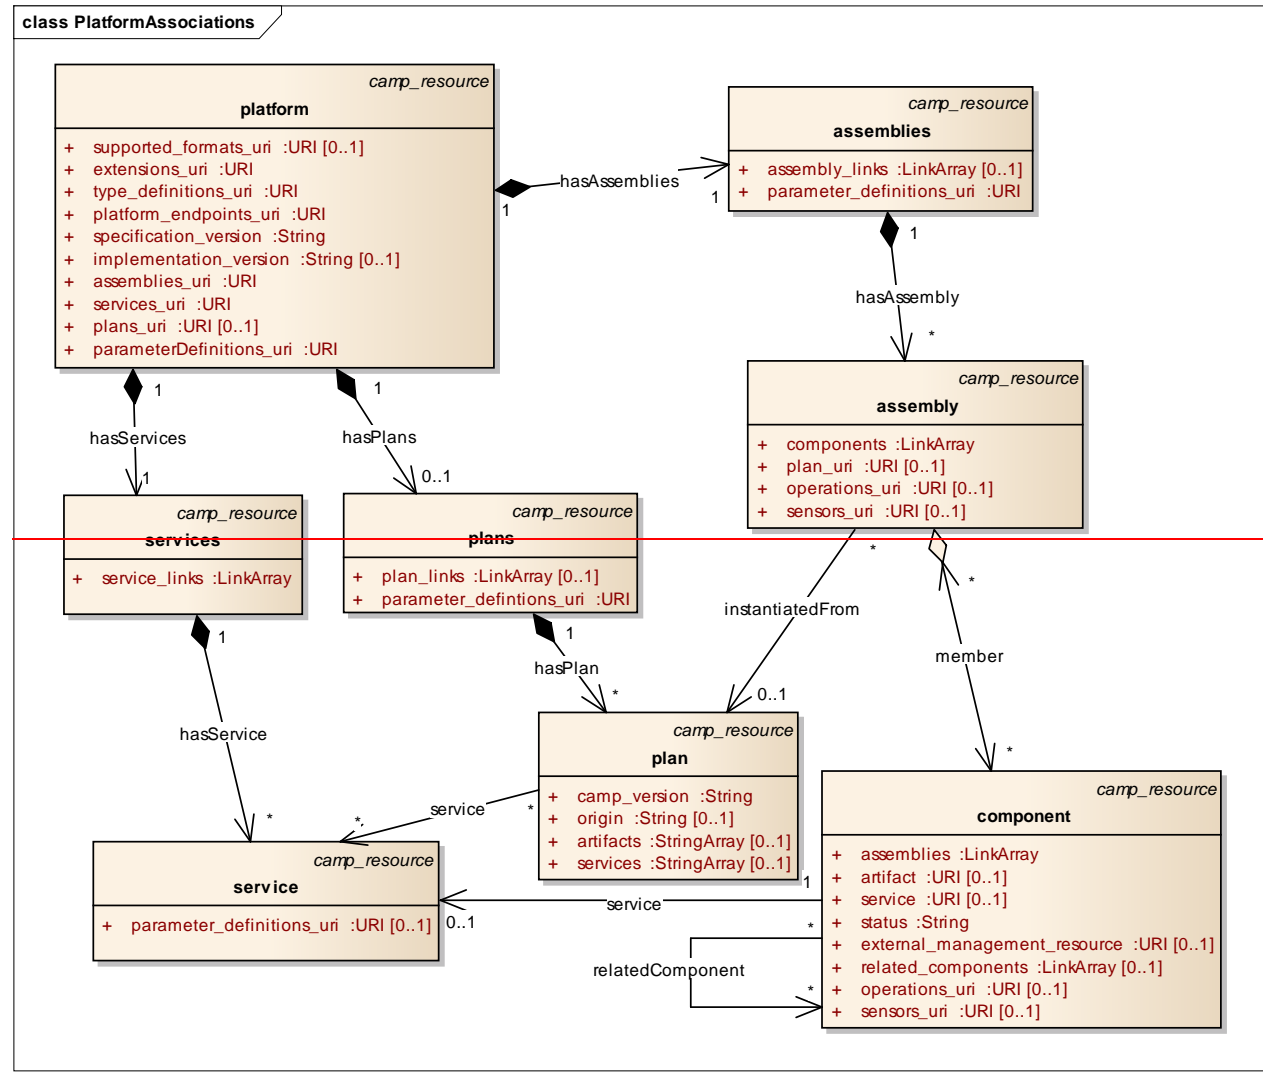 class PlatformAssociations
camp_resource
platform
+ supported_formats_uri :URI [0..1]
+ extensions_uri :URI
+ type_definitions_uri :URI
+ platform_endpoints_uri :URI
+ specification_version :String
+ implementation_version :String [0..1]
+ assemblies_uri :URI
+ services_uri :URI
+ plans_uri :URI [0..1]
+ parameterDefinitions_uri :URI
1
hasAssemblies
1
camp_resource
assemblies
+ assembly_links :LinkArray [0..1]
+ parameter_definitions_uri :URI
1
hasAssembly
*
camp_resource
assembly
+ components :LinkArray
+ plan_uri :URI [0..1]
+ operations_uri :URI [0..1]
+ sensors_uri :URI [0..1]
1
hasServices
1
1
hasPlans
0..1
camp_resource
services
+ service_links :LinkArray
camp_resource
plans
+ plan_links :LinkArray [0..1]
+ parameter_defintions_uri :URI
*
instantiatedFrom
0..1
*
member
*
1
hasService
*
1
hasPlan
*
camp_resource
plan
+ camp_version :String
+ origin :String [0..1]
+ artifacts :StringArray [0..1]
+ services :StringArray [0..1]
*
service
*
camp_resource
service
+ parameter_definitions_uri :URI [0..1]
camp_resource
component
+ assemblies :LinkArray
+ artifact :URI [0..1]
+ service :URI [0..1]
+ status :String
+ external_management_resource :URI [0..1]
+ related_components :LinkArray [0..1]
+ operations_uri :URI [0..1]
+ sensors_uri :URI [0..1]
1
service
0..1
*
relatedComponent
*